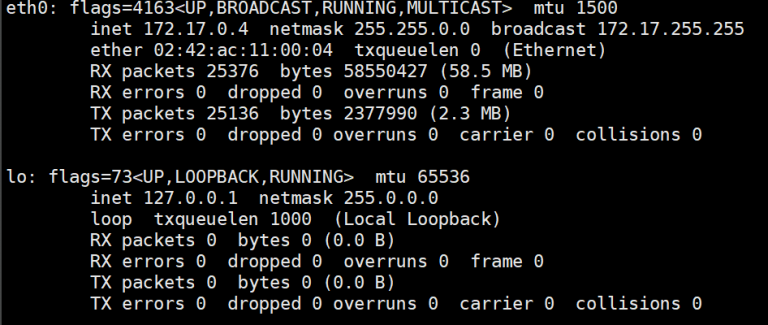 eth0: flags=4163<UP,BROADCAST,RUNNING,MULTICAST>  mtu 1500
        inet 172.17.0.4  netmask 255.255.0.0  broadcast 172.17.255.255
        ether 02:42:ac:11:00:04  txqueuelen 0  (Ethernet)
        RX packets 25376  bytes 58550427 (58.5 MB)
        RX errors 0  dropped 0  overruns 0  frame 0
        TX packets 25136  bytes 2377990 (2.3 MB)
        TX errors 0  dropped 0 overruns 0  carrier 0  collisions 0

lo: flags=73<UP,LOOPBACK,RUNNING>  mtu 65536
        inet 127.0.0.1  netmask 255.0.0.0
        loop  txqueuelen 1000  (Local Loopback)
        RX packets 0  bytes 0 (0.0 B)
        RX errors 0  dropped 0  overruns 0  frame 0
        TX packets 0  bytes 0 (0.0 B)
        TX errors 0  dropped 0 overruns 0  carrier 0  collisions 0